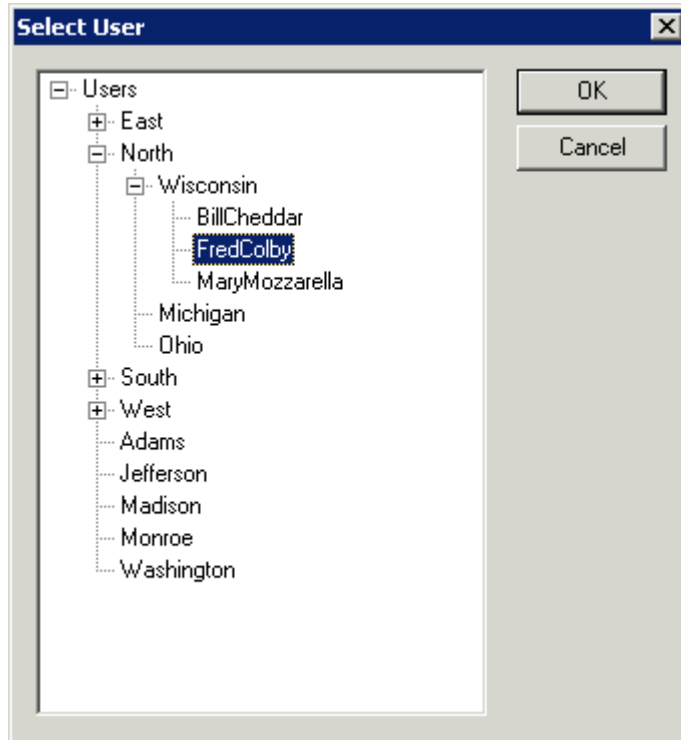 Select User
Users
East
North
Wisconsin
BillCheddar
FredColby
MaryMozzarella
Michigan
Ohio
South
West
Adams
Jefferson
Madison
Monroe
Washington
OK
Cancel